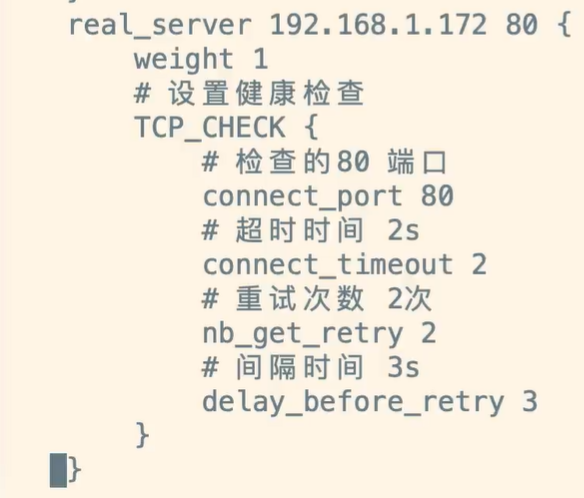 }
real_server 192.168.1.172 80 {
weight 1
# 设置健康检查
TCP_CHECK {
# 检查的80 端口
connect_port 80
# 超时时间 2s
connect_timeout 2
# 重试次数 2次
nb_get_retry 2
# 间隔时间 3s
delay_before_retry 3
}
}